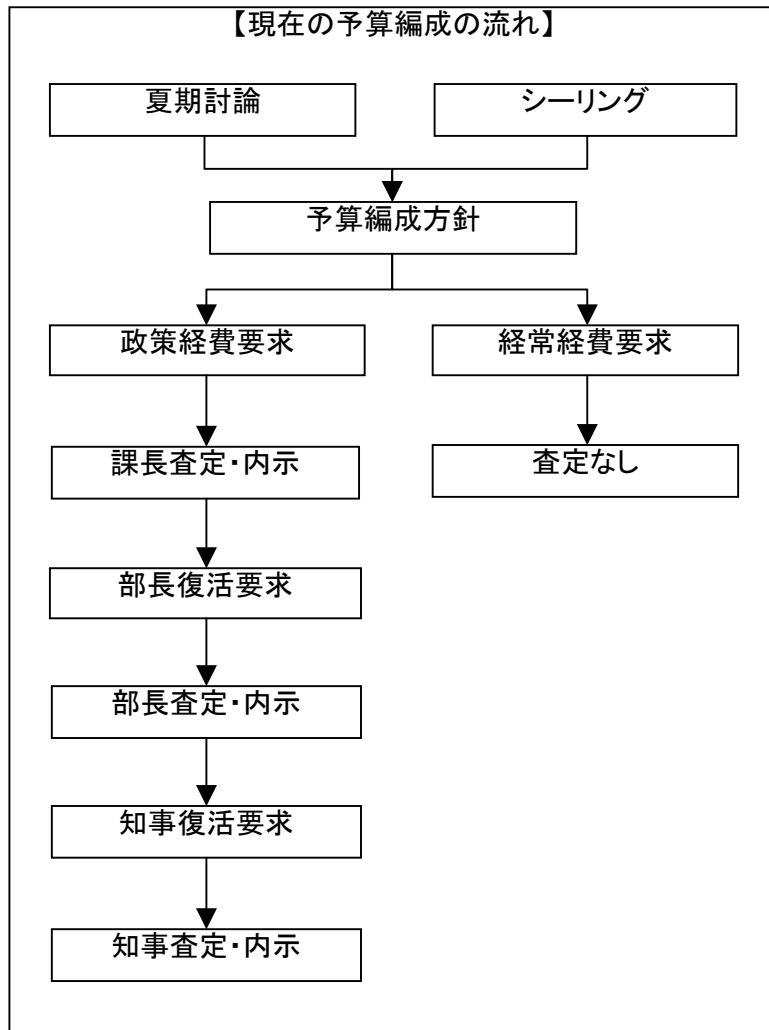 【現在の予算編成の流れ】
夏期討論
シーリング
予算編成方針
政策経費要求
経常経費要求
課長査定・内示
査定なし
部長復活要求
部長査定・内示
知事復活要求
知事査定・内示